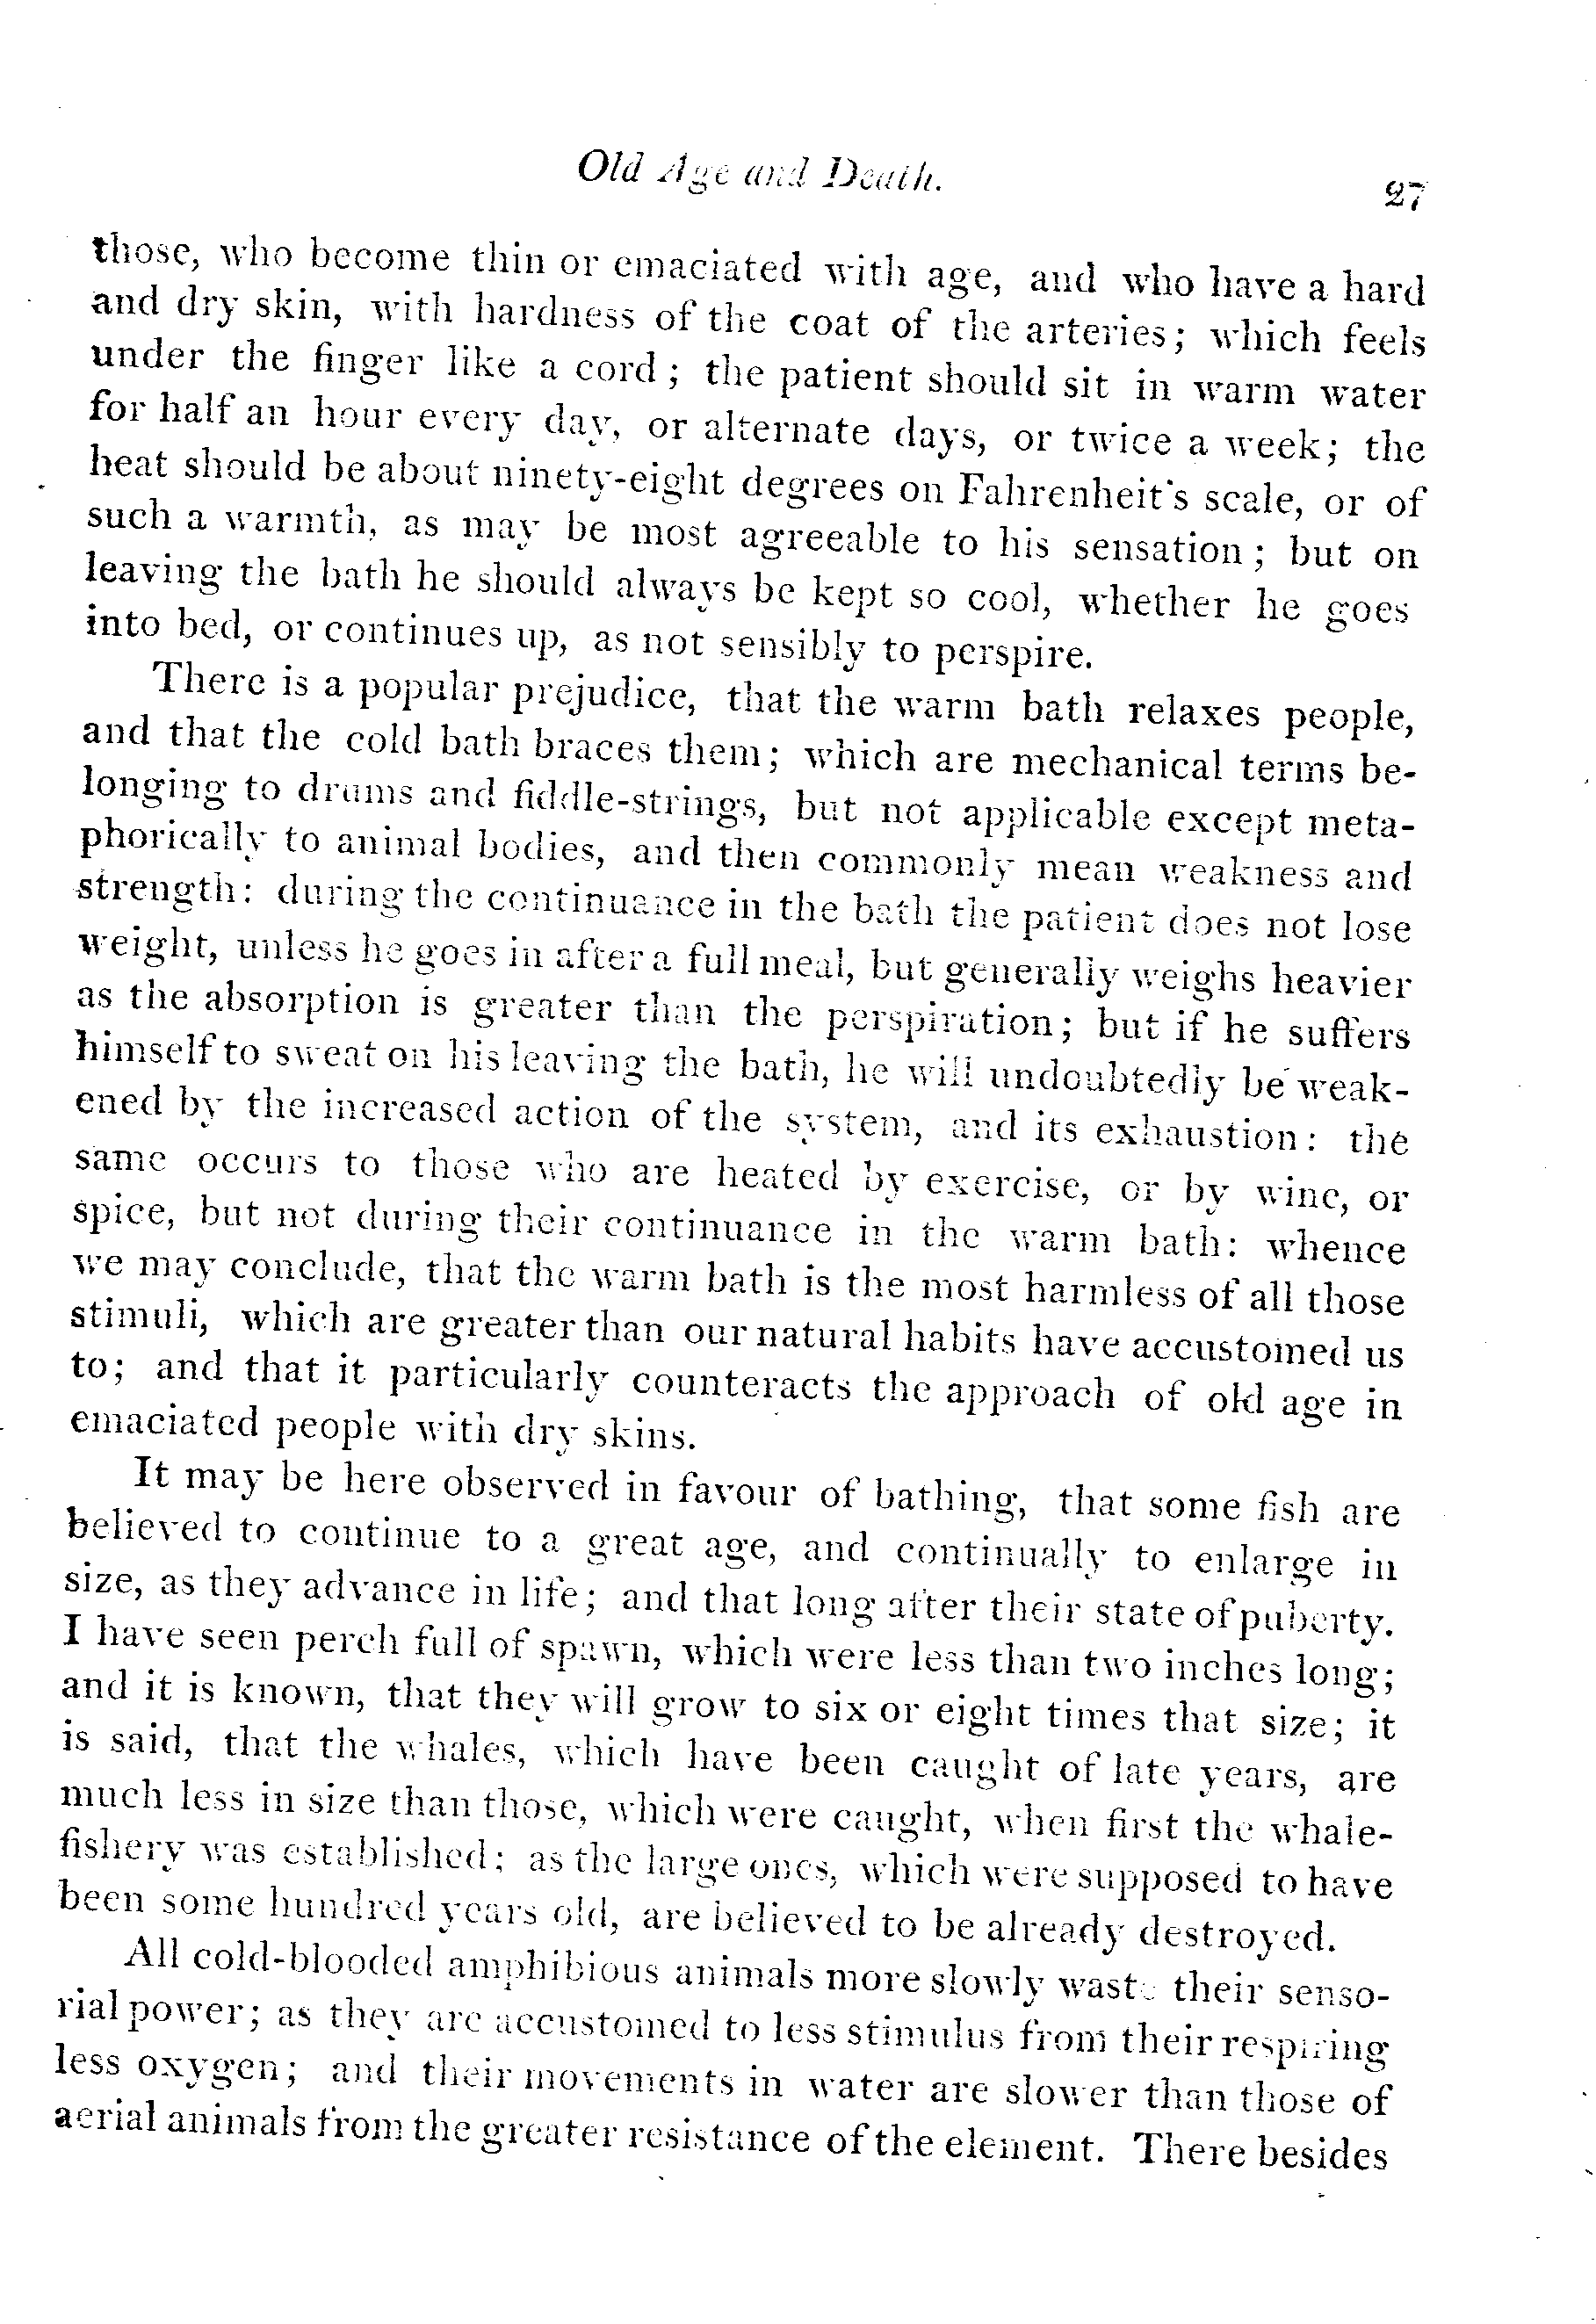 Old Age and Death.
27
those, who become thin or emaciated with age, and who have a hard
and dry skin, with hardness of the coat of the arteries; which feels
under the finger like a cord; the patient should sit in warm water
for half an hour every day, or alternate days, or twice a week; the
heat should be about ninety-eight degrees on Fahrenheit's scale, or of
such a warmth, as may be most agreeable to his sensation; but on
leaving the bath he should always be kept so cool, whether he goes
into bed, or continues up, as not sensibly to perspire.
There is a popular prejudice, that the warm bath relaxes people,
and that the cold bath braces them; which are mechanical terms be-
longing to drums and fiddle-strings, but not applicable except meta-
phorically to animal bodies, and then commonly mean weakness and
strength: during the continuance in the bath the patient does not lose
weight, unless he goes in after a full meal, but generally weighs heavier
as the absorption is greater than the perspiration; but if he suffers
himself to sweat on his leaving the bath, he will undoubtedly be weak-
ened by the increased action of the system, and its exhaustion: the
same occurs to those who are heated by exercise, or by wine, or
spice, but not during their continuance in the warm bath: whence
we may conclude, that the warm bath is the most harmless of all those
stimuli, which are greater than our natural habits have accustomed us
to; and that it particularly counteracts the approach of old age in
emaciated people with dry skins.
It may be here observed in favour of bathing, that some fish are
believed to continue to a great age, and continually to enlarge in
size, as they advance in life; and that long after their state of puberty.
I have seen perch full of spawn, which were less than two inches long;
and it is known, that they will grow to six or eight times that size; it
is said, that the whales, which have been caught of late years, are
much less in size than those, which were caught, when first the whale-
fishery was established; as the large ones, which were supposed to have
been some hundred years old, are believed to be already destroyed.
All cold-blooded amphibious animals more slowly waste their senso-
rial power; as they are accustomed to less stimulus from their respiring
less oxygen; and their movements in water are slower than those of
aerial animals from the greater resistance of the element. There besides